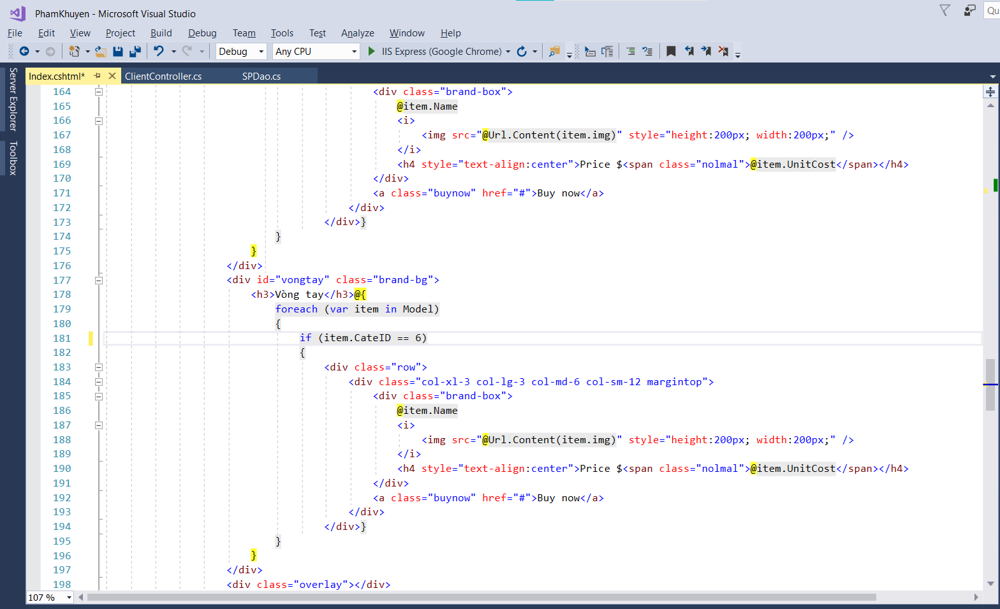 PhamKhuyen - Microsoft Visual Studio
Qu
File Edit View Project Build Debug Team Tools Test Analyze Window Help
Debug Any CPU IIS Express (Google Chrome)
Server Explorer
Toolbox
Index.cshtml* ClientController.cs SPDao.cs
164 <div class="brand-box">
165 @item.Name
166 <i>
167 <img src="@Url.Content(item.img)" style="height:200px; width:200px;" />
168 </i>
169 <h4 style="text-align:center">Price $<span class="nolmal">@item.UnitCost</span></h4>
170 </div>
171 <a class="buynow" href="#">Buy now</a>
172 </div>
173 </div>}
174 }
175 }
176 </div>
177 <div id="vongtay" class="brand-bg">
178 <h3>Vòng tay</h3>@{
179 foreach (var item in Model)
180 {
181 if (item.CateID == 6)
182 {
183 <div class="row">
184 <div class="col-xl-3 col-lg-3 col-md-6 col-sm-12 margintop">
185 <div class="brand-box">
186 @item.Name
187 <i>
188 <img src="@Url.Content(item.img)" style="height:200px; width:200px;" />
189 </i>
190 <h4 style="text-align:center">Price $<span class="nolmal">@item.UnitCost</span></h4>
191 </div>
192 <a class="buynow" href="#">Buy now</a>
193 </div>
194 </div>}
195 }
196 }
197 </div>
198 <div class="overlay"></div>
107 %